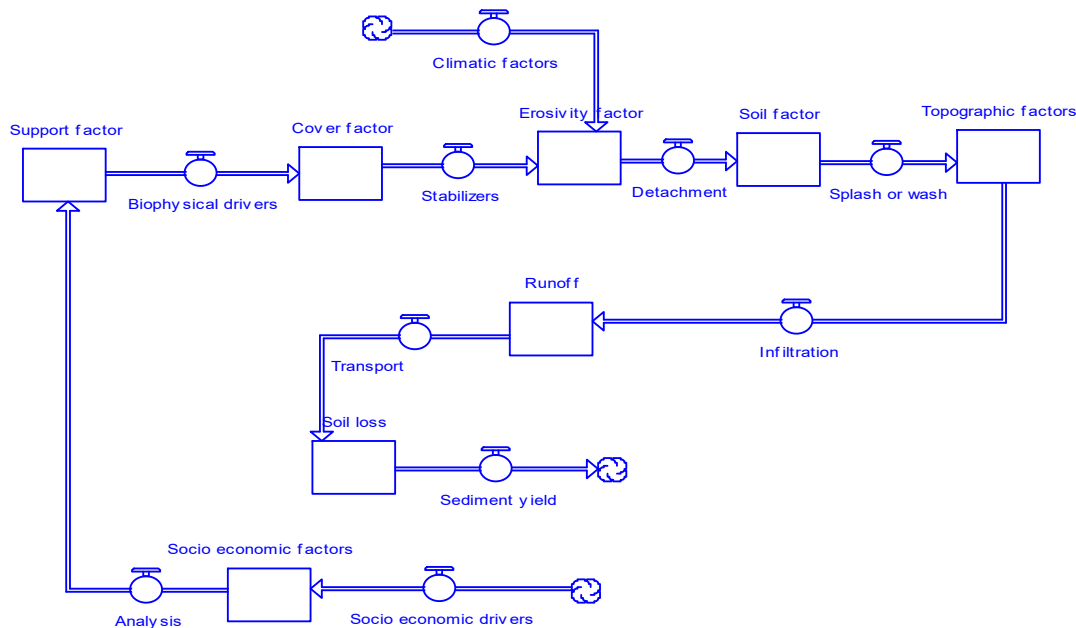 Climatic factors
Erosivity factor
Soil factor
Topographic factors
Support factor
Cover factor
Biophysical drivers
Stabilizers
Detachment
Splash or wash
Runoff
Infiltration
Transport
Soil loss
Sediment yield
Socio economic factors
Analysis
Socio economic drivers